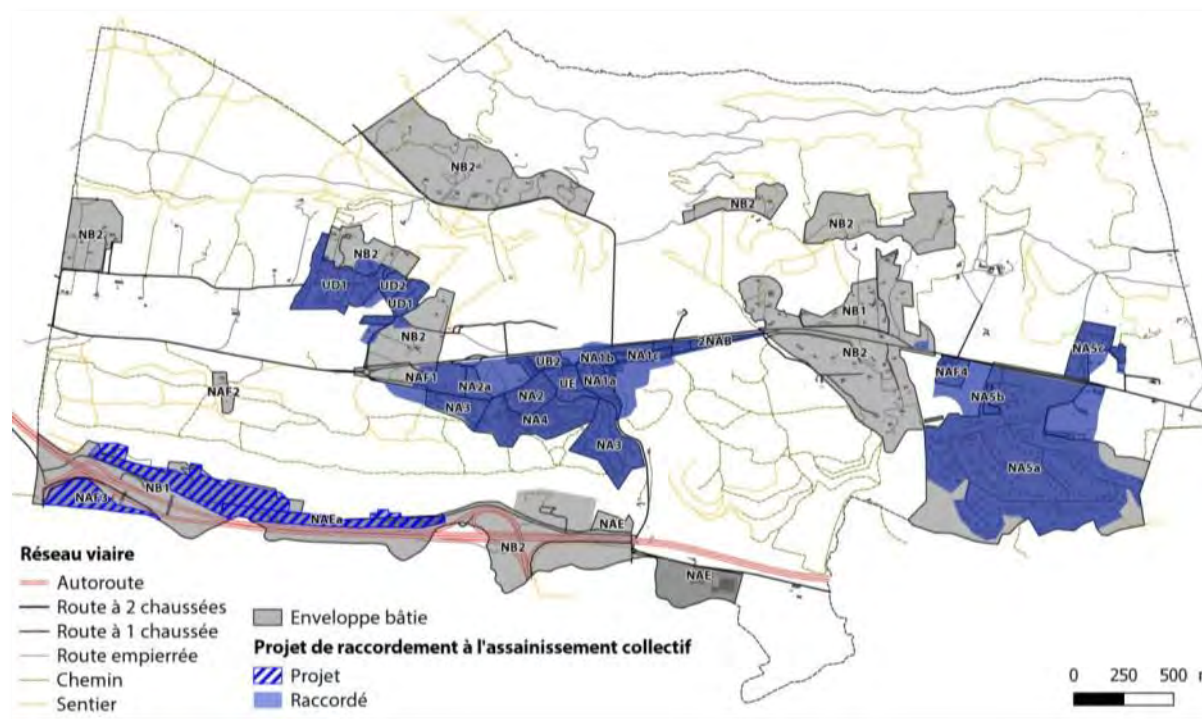 NB2
NB2
NB2
NB2
NB2
UD1
UD2
UD1
NB1
NB2
2NAB
NB2
NA1c
NA1b
UB2
NA5c
NAF1
NA2a
UE
NA1a
NAF4
NAF2
NA2
NA5b
NA3
NA4
NA3
NA5a
NB1
NAF3
NAEa
NAE
NB2
NAE
Réseau viaire
Autoroute
Route à 2 chaussées
Route à 1 chaussée
Route empierrée
Chemin
Sentier
Enveloppe bâtie
Projet de raccordement à l'assainissement collectif
Projet
Raccordé
0 250 500